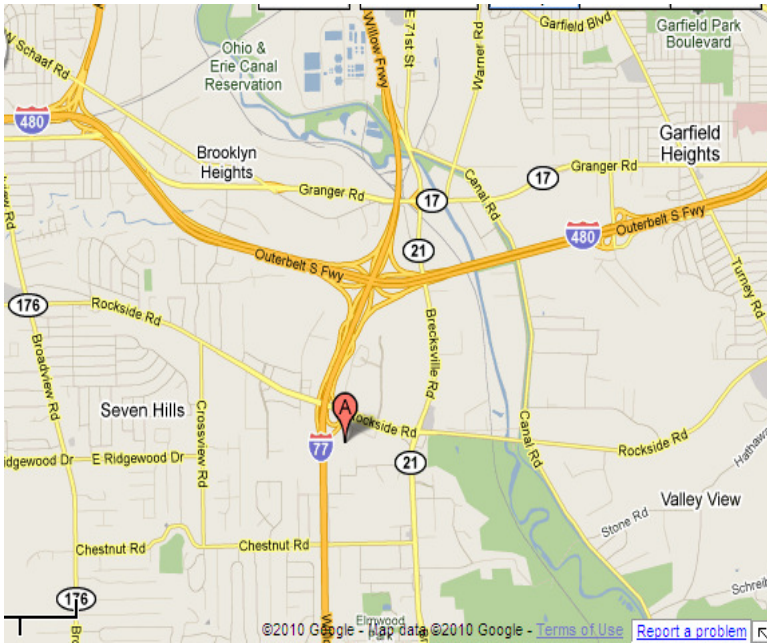 Willow Frwy
E 71st St
Warner Rd
Garfield Blvd
Garfield Park
Boulevard
W Schaaf Rd
Ohio &
Erie Canal
Reservation
480
Brooklyn
Heights
Garfield
Heights
Granger Rd
17
Granger Rd
17
Canal Rd
21
480
Outerbelt S Fwy
Outerbelt S Fwy
Turney Rd
176
Rockside Rd
Brecksville Rd
Broadview Rd
Seven Hills
Crossview Rd
A
Rockside Rd
77
21
Canal Rd
Rockside Rd
idgewood Dr
E Ridgewood Dr
Hathawa
Valley View
Stone Rd
Chestnut Rd
Chestnut Rd
176
Schreib
Elmwood
©2010 Google - Map data ©2010 Google - Terms of Use
Report a problem